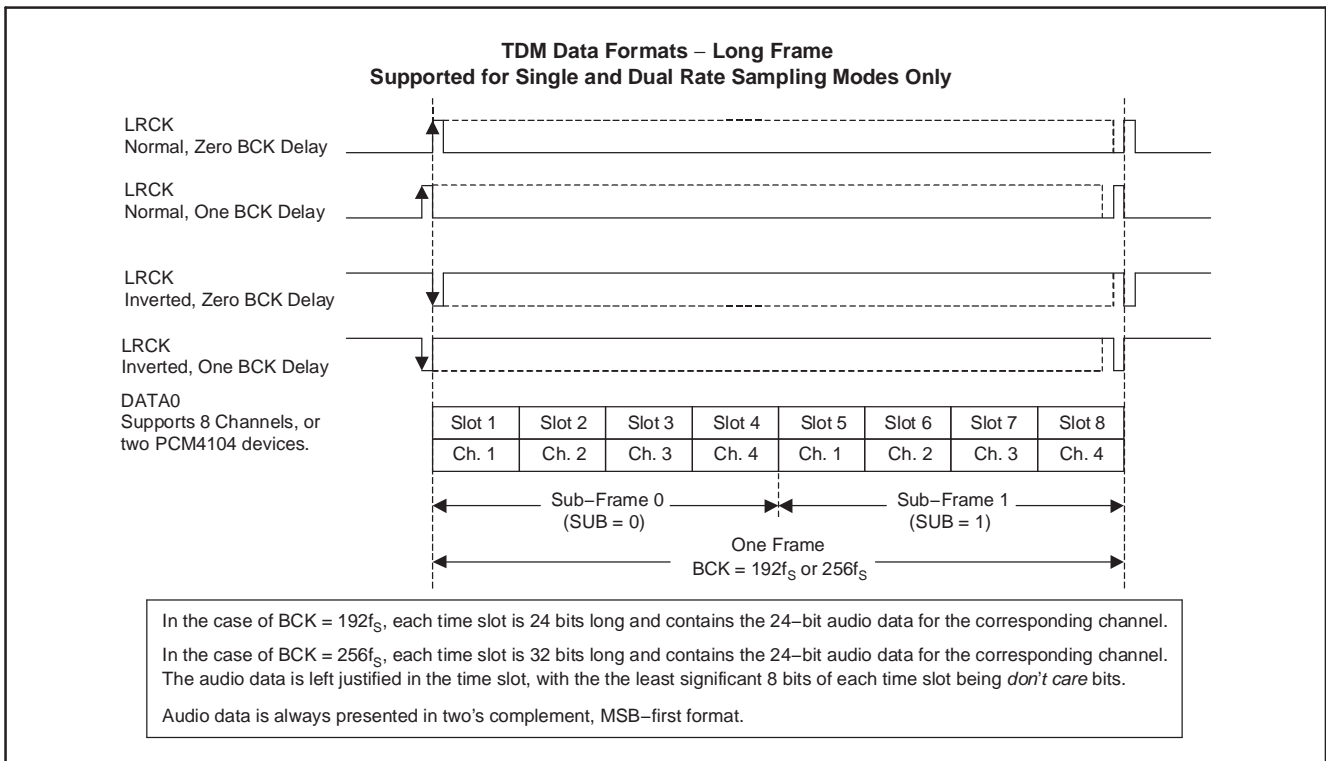 TDM Data Formats – Long Frame
Supported for Single and Dual Rate Sampling Modes Only
LRCK
Normal, Zero BCK Delay
LRCK
Normal, One BCK Delay
LRCK
Inverted, Zero BCK Delay
LRCK
Inverted, One BCK Delay
DATA0
Supports 8 Channels, or
two PCM4104 devices.
Slot 1 Slot 2 Slot 3 Slot 4 Slot 5 Slot 6 Slot 7 Slot 8
Ch. 1 Ch. 2 Ch. 3 Ch. 4 Ch. 1 Ch. 2 Ch. 3 Ch. 4
Sub–Frame 0 Sub–Frame 1
(SUB = 0) (SUB = 1)
One Frame
BCK = 192fS or 256fS
In the case of BCK = 192fS, each time slot is 24 bits long and contains the 24–bit audio data for the corresponding channel.
In the case of BCK = 256fS, each time slot is 32 bits long and contains the 24–bit audio data for the corresponding channel.
The audio data is left justified in the time slot, with the the least significant 8 bits of each time slot being don't care bits.
Audio data is always presented in two's complement, MSB–first format.